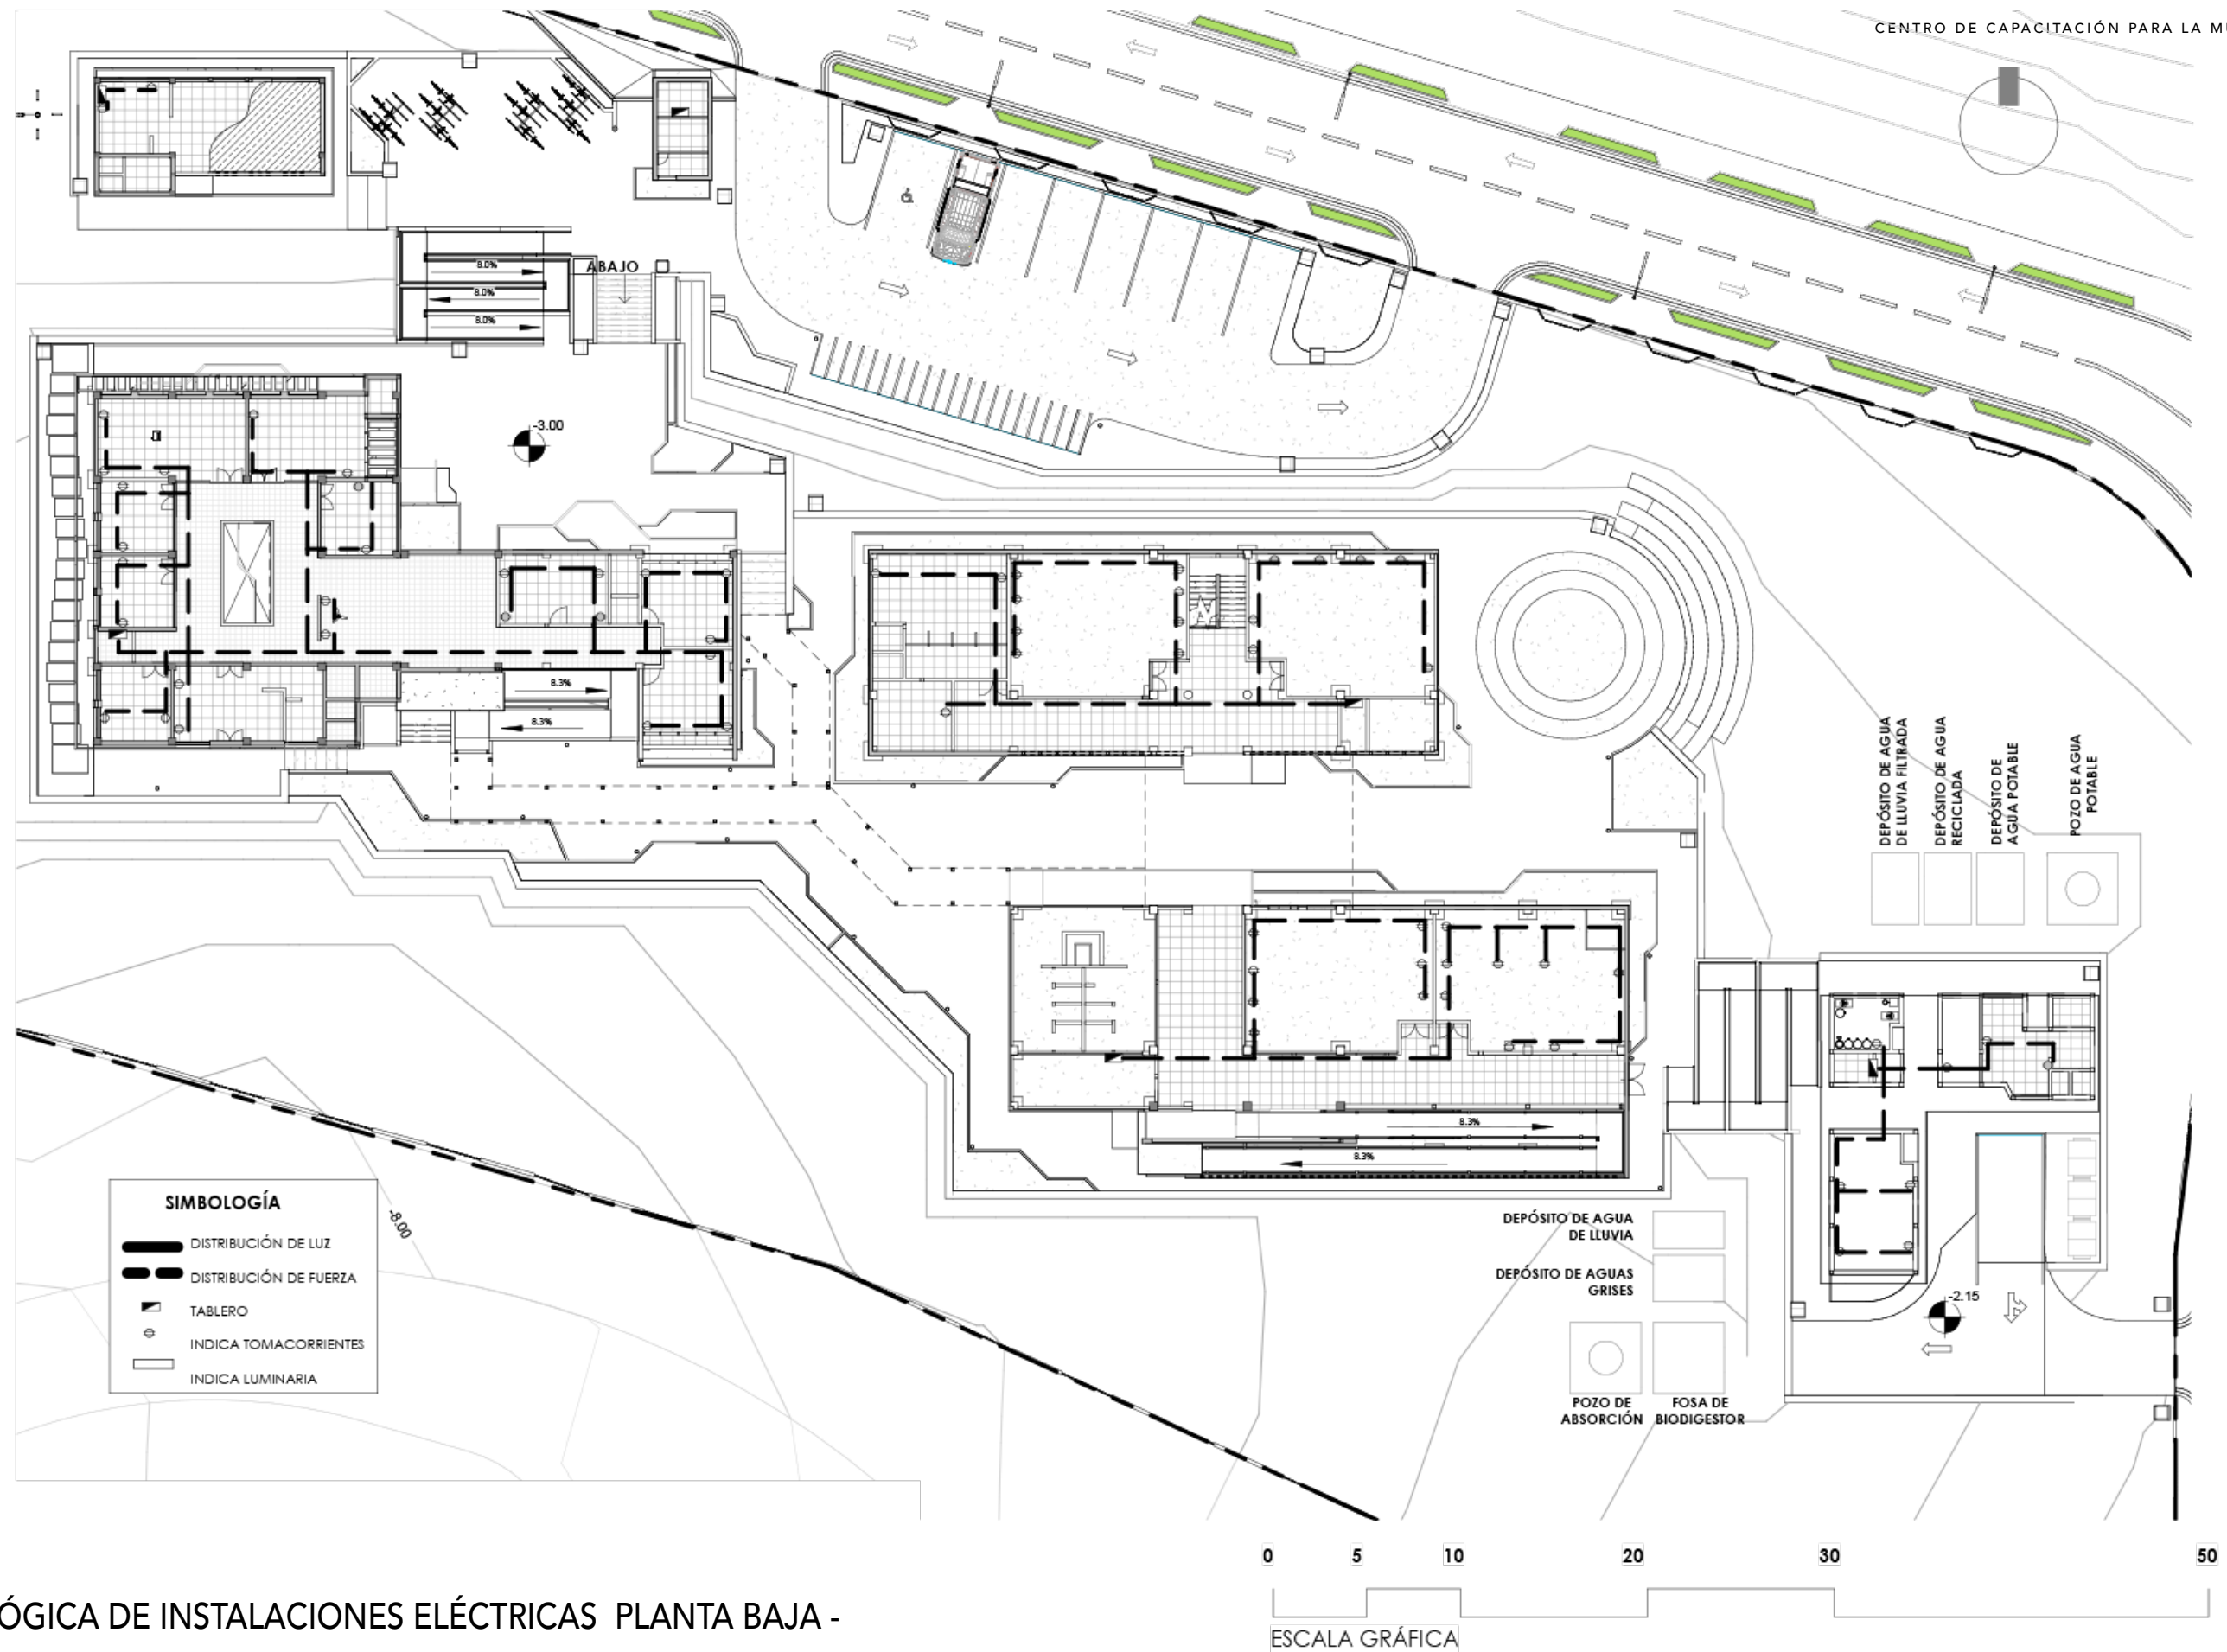 CENTRO DE CAPACITACIÓN PARA LA
8.0%
ABAJO
8.0%
8.0%
-3.00
8.3%
8.3%
DEPÓSITO DE AGUA
DE LLUVIA FILTRADA
DEPÓSITO DE AGUA
RECICLADA
DEPÓSITO DE
AGUA POTABLE
POZO DE AGUA
POTABLE
8.3%
8.3%
SIMBOLOGÍA
DISTRIBUCIÓN DE LUZ
DISTRIBUCIÓN DE FUERZA
TABLERO
INDICA TOMACORRIENTES
INDICA LUMINARIA
-8.00
DEPÓSITO DE AGUA
DE LLUVIA
DEPÓSITO DE AGUAS
GRISES
POZO DE
ABSORCIÓN
FOSA DE
BIODIGESTOR
-2.15
0 5 10 20 30 50
ESCALA GRÁFICA
ÓGICA DE INSTALACIONES ELÉCTRICAS PLANTA BAJA -